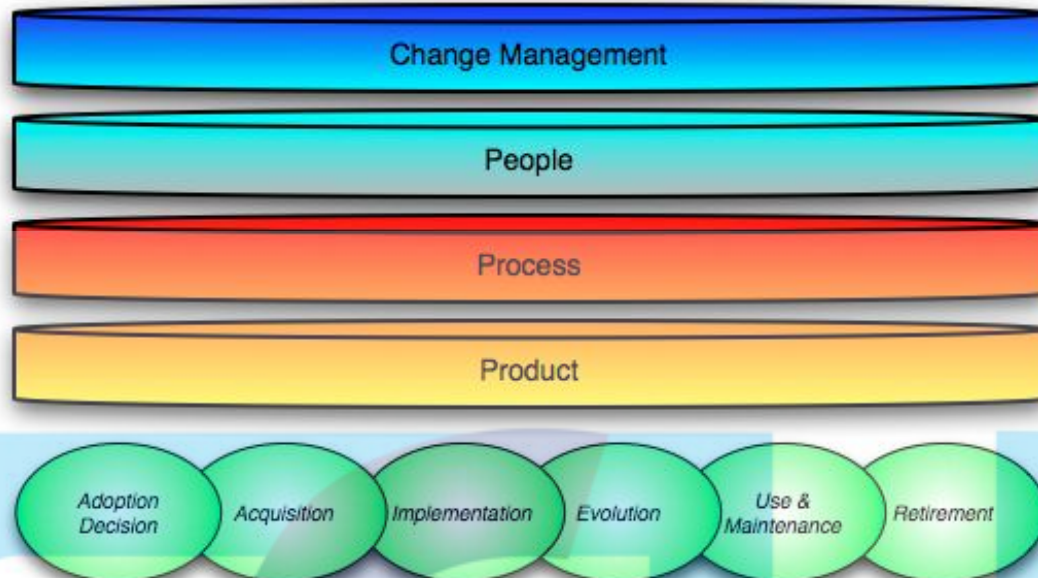 Change Management
People
Process
Product
Adoption
Decision
Acquisition
Implementation
Evolution
Use &
Maintenance
Retirement